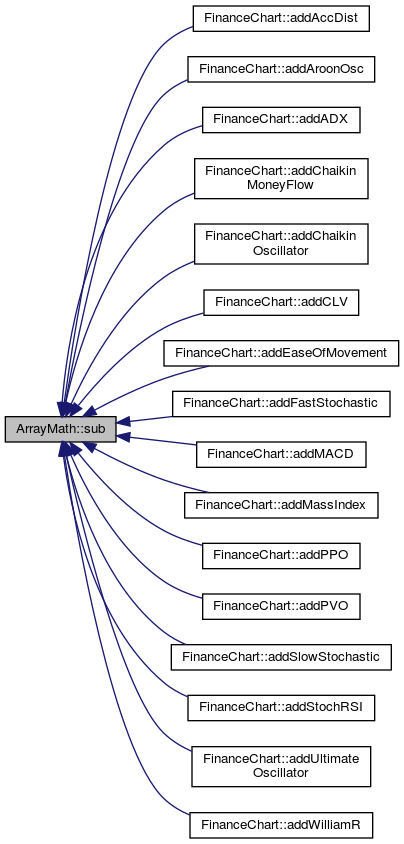 FinanceChart::addAccDist
FinanceChart::addAroonOsc
FinanceChart::addADX
FinanceChart::addChaikin
MoneyFlow
FinanceChart::addChaikin
Oscillator
FinanceChart::addCLV
FinanceChart::addEaseOfMovement
FinanceChart::addFastStochastic
ArrayMath::sub
FinanceChart::addMACD
FinanceChart::addMassIndex
FinanceChart::addPPO
FinanceChart::addPVO
FinanceChart::addSlowStochastic
FinanceChart::addStochRSI
FinanceChart::addUltimate
Oscillator
FinanceChart::addWilliamR